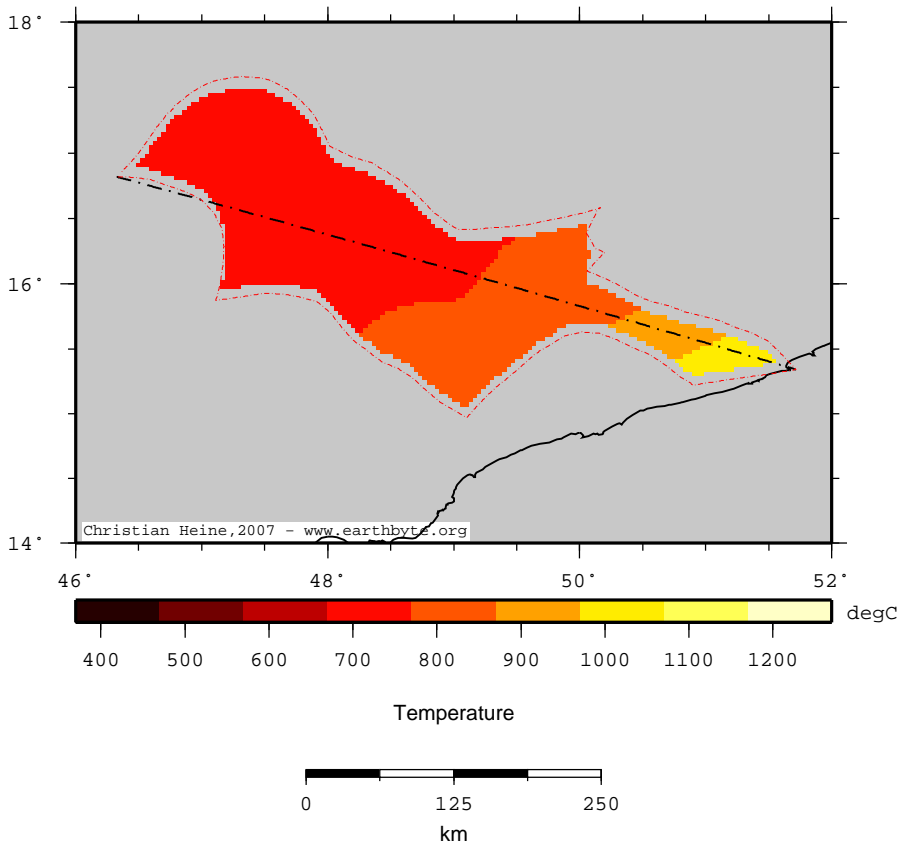 18°
16°
14°
Christian Heine,2007 - www.earthbyte.org
46° 48° 50° 52°
degC
400 500 600 700 800 900 1000 1100 1200
Temperature
0 125 250
km